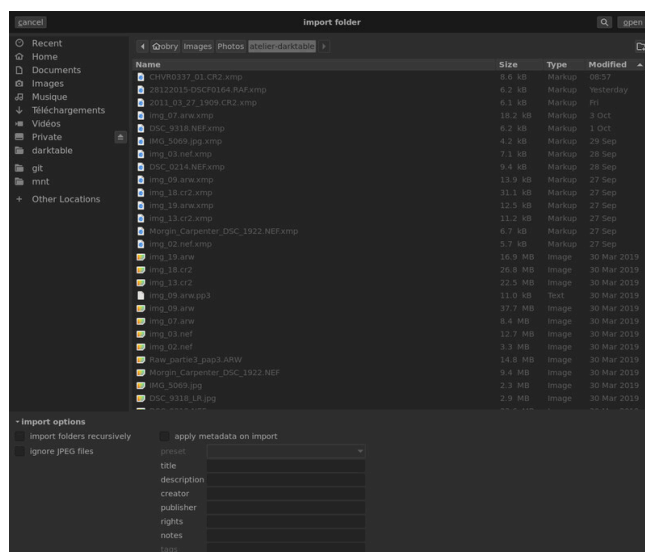 cancel import folder open
Recent
Home
Documents
Images
Musique
Téléchargements
Vidéos
Private
darktable
git
mnt
+ Other Locations
obry Images Photos atelier-darktable
Name Size Type Modified
CHVR0337_01.CR2.xmp 8.6 kB Markup 08:57
28122015-DSCF0164.RAF.xmp 6.2 kB Markup Yesterday
2011_03_27_1909.CR2.xmp 6.1 kB Markup Fri
img_07.arw.xmp 18.2 kB Markup 3 Oct
DSC_9318.NEF.xmp 6.2 kB Markup 1 Oct
IMG_5069.jpg.xmp 4.2 kB Markup 29 Sep
img_03.nef.xmp 7.1 kB Markup 28 Sep
DSC_0214.NEF.xmp 9.4 kB Markup 28 Sep
img_09.arw.xmp 13.9 kB Markup 27 Sep
img_18.cr2.xmp 31.1 kB Markup 27 Sep
img_19.arw.xmp 12.5 kB Markup 27 Sep
img_13.cr2.xmp 11.2 kB Markup 27 Sep
Morgin_Carpenter_DSC_1922.NEF.xmp 6.7 kB Markup 27 Sep
img_02.nef.xmp 5.7 kB Markup 27 Sep
img_19.arw 16.9 MB Image 30 Mar 2019
img_18.cr2 26.8 MB Image 30 Mar 2019
img_13.cr2 22.5 MB Image 30 Mar 2019
img_09.arw.pp3 11.0 kB Text 30 Mar 2019
img_09.arw 37.7 MB Image 30 Mar 2019
img_07.arw 8.4 MB Image 30 Mar 2019
img_03.nef 12.7 MB Image 30 Mar 2019
img_02.nef 3.3 MB Image 30 Mar 2019
Raw_partie3_pap3.ARW 14.8 MB Image 30 Mar 2019
Morgin_Carpenter_DSC_1922.NEF 9.4 MB Image 30 Mar 2019
IMG_5069.jpg 2.3 MB Image 30 Mar 2019
DSC_9318_LR.jpg 2.9 MB Image 30 Mar 2019
import options
import folders recursively apply metadata on import
ignore JPEG files preset
title
description
creator
publisher
rights
notes
tags